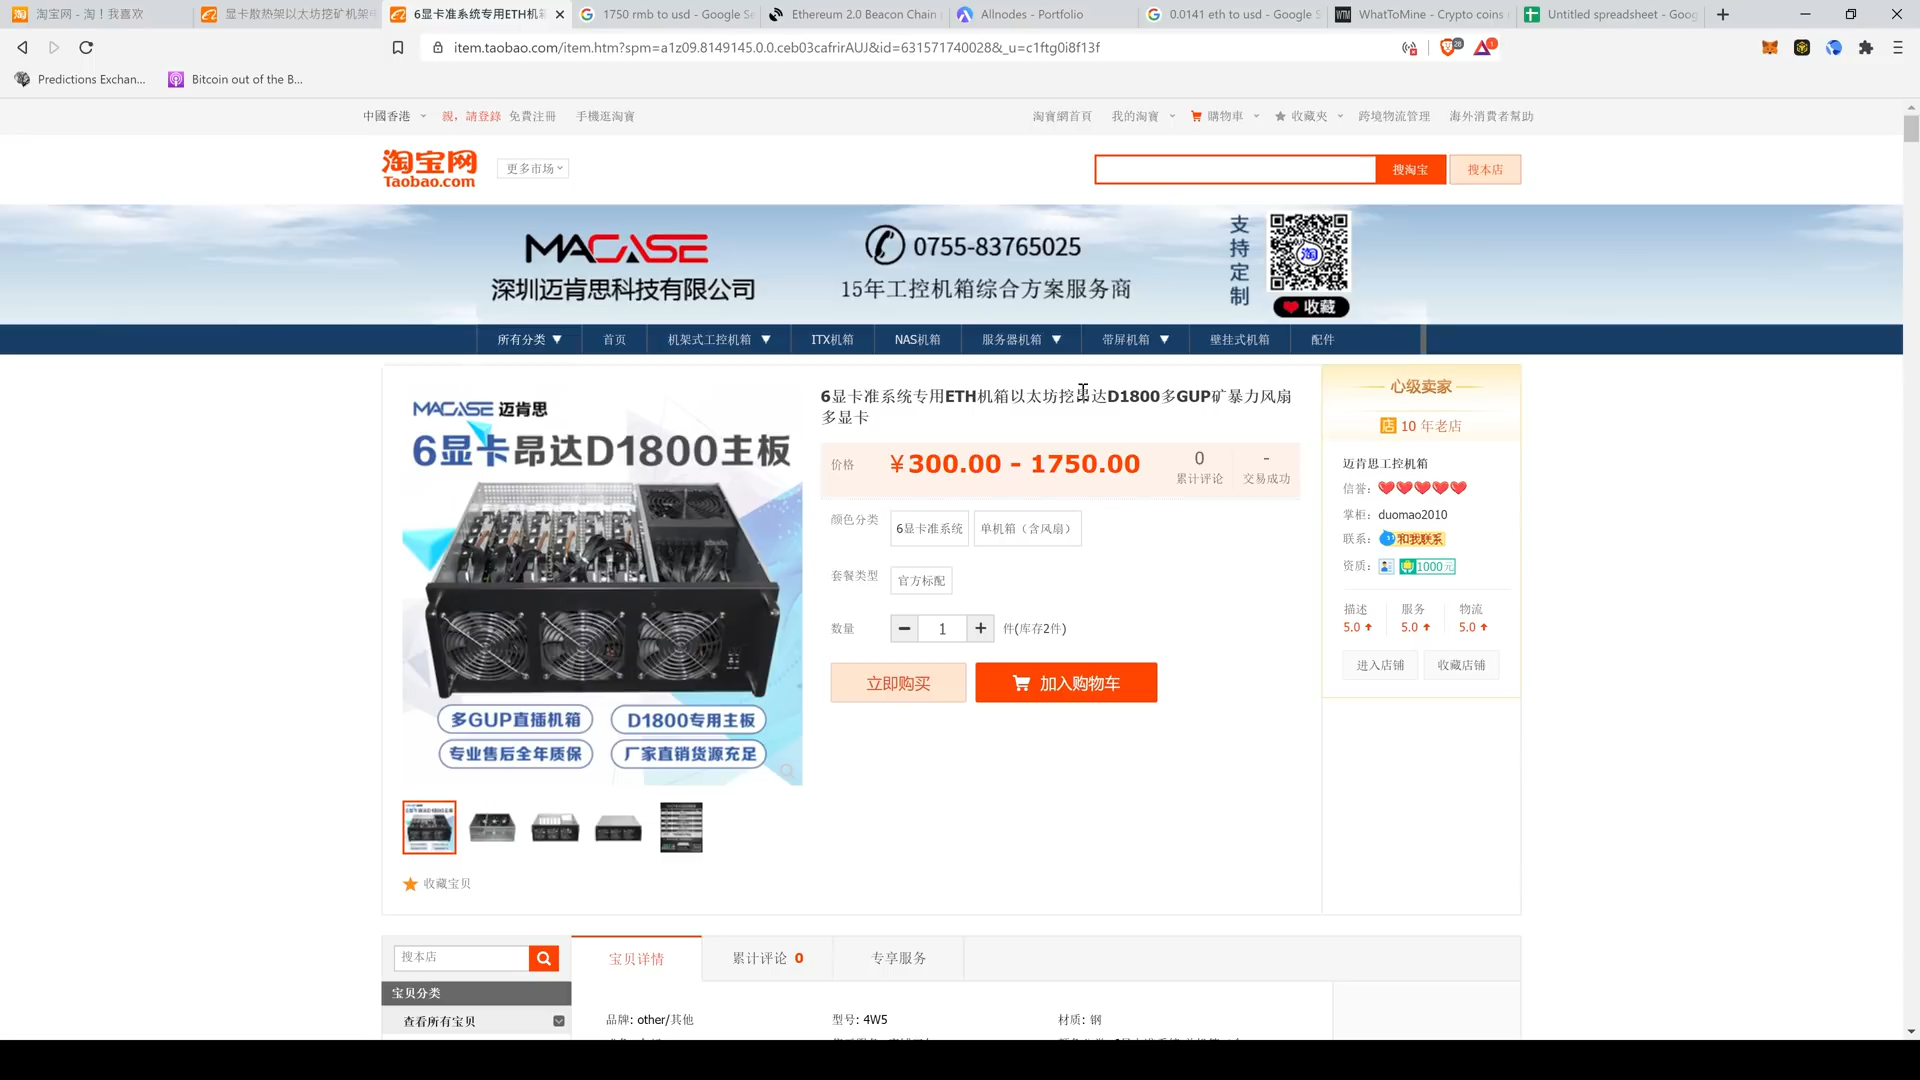 淘宝网 - 淘！我喜欢
显卡散热架以太坊挖矿机架
6显卡准系统专用ETH机箱
1750 rmb to usd - Google Se
Ethereum 2.0 Beacon Chain
Allnodes - Portfolio
0.0141 eth to usd - Google S
WhatToMine - Crypto coins
Untitled spreadsheet - Goog
item.taobao.com/item.htm?spm=a1z09.8149145.0.0.ceb03cafrirAUJ&id=631571740028&_u=c1ftg0i8f13f
28
1
Predictions Exchan...
Bitcoin out of the B...
中國香港
親，請登錄
免費注冊
手機逛淘寶
淘寶網首頁
我的淘寶
購物車
收藏夾
跨境物流管理
海外消費者幫助
淘宝网
Taobao.com
更多市场
搜淘宝
搜本店
MACASE
深圳迈肯思科技有限公司
0755-83765025
15年工控机箱综合方案服务商
支持定制
淘
收藏
所有分类
首页
机架式工控机箱
ITX机箱
NAS机箱
服务器机箱
带屏机箱
壁挂式机箱
配件
MACASE 迈肯思
6显卡昂达D1800主板
多GUP直插机箱
D1800专用主板
专业售后全年质保
厂家直销货源充足
收藏宝贝
6显卡准系统专用ETH机箱以太坊挖昂达D1800多GUP矿暴力风扇
多显卡
价格
¥300.00 - 1750.00
0
累计评论
-
交易成功
颜色分类
6显卡准系统
单机箱（含风扇）
套餐类型
官方标配
数量
1
件(库存2件)
立即购买
加入购物车
心级卖家
店 10 年老店
迈肯思工控机箱
信誉：
掌柜： duomao2010
联系： 和我联系
资质： 1000元
描述
服务
物流
5.0
5.0
5.0
进入店铺
收藏店铺
搜本店
宝贝分类
查看所有宝贝
宝贝详情
累计评论 0
专享服务
品牌: other/其他
型号: 4W5
材质: 钢